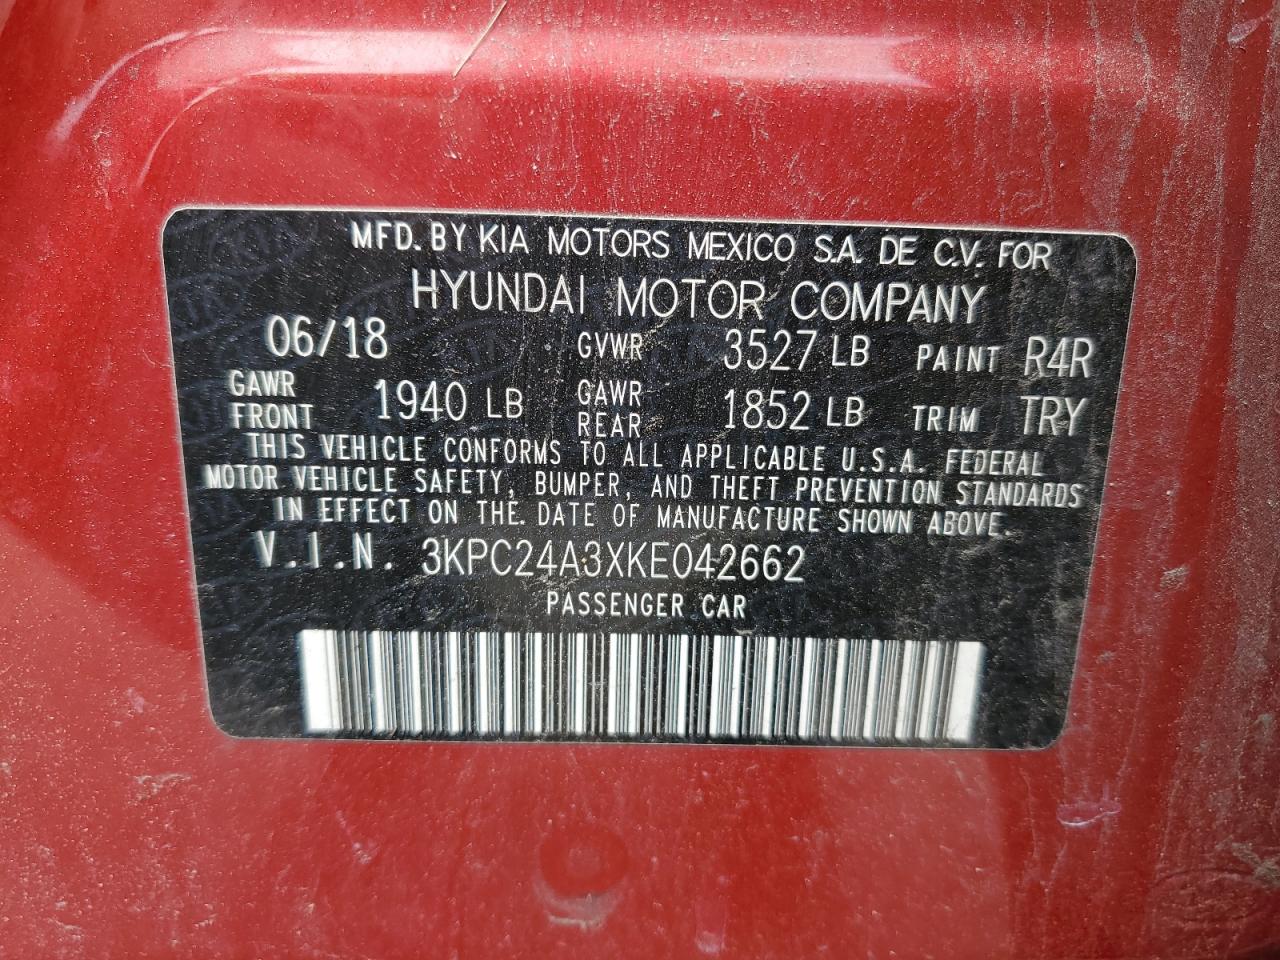 MFD. BY KIA MOTORS MEXICO S.A. DE C.V. FOR
HYUNDAI MOTOR COMPANY
06/18 GVWR 3527 LB PAINT R4R
GAWR FRONT 1940 LB GAWR REAR 1852 LB TRIM TRY
THIS VEHICLE CONFORMS TO ALL APPLICABLE U.S.A. FEDERAL
MOTOR VEHICLE SAFETY, BUMPER, AND THEFT PREVENTION STANDARDS
IN EFFECT ON THE DATE OF MANUFACTURE SHOWN ABOVE.
V.I.N. 3KPC24A3XKE042662
PASSENGER CAR